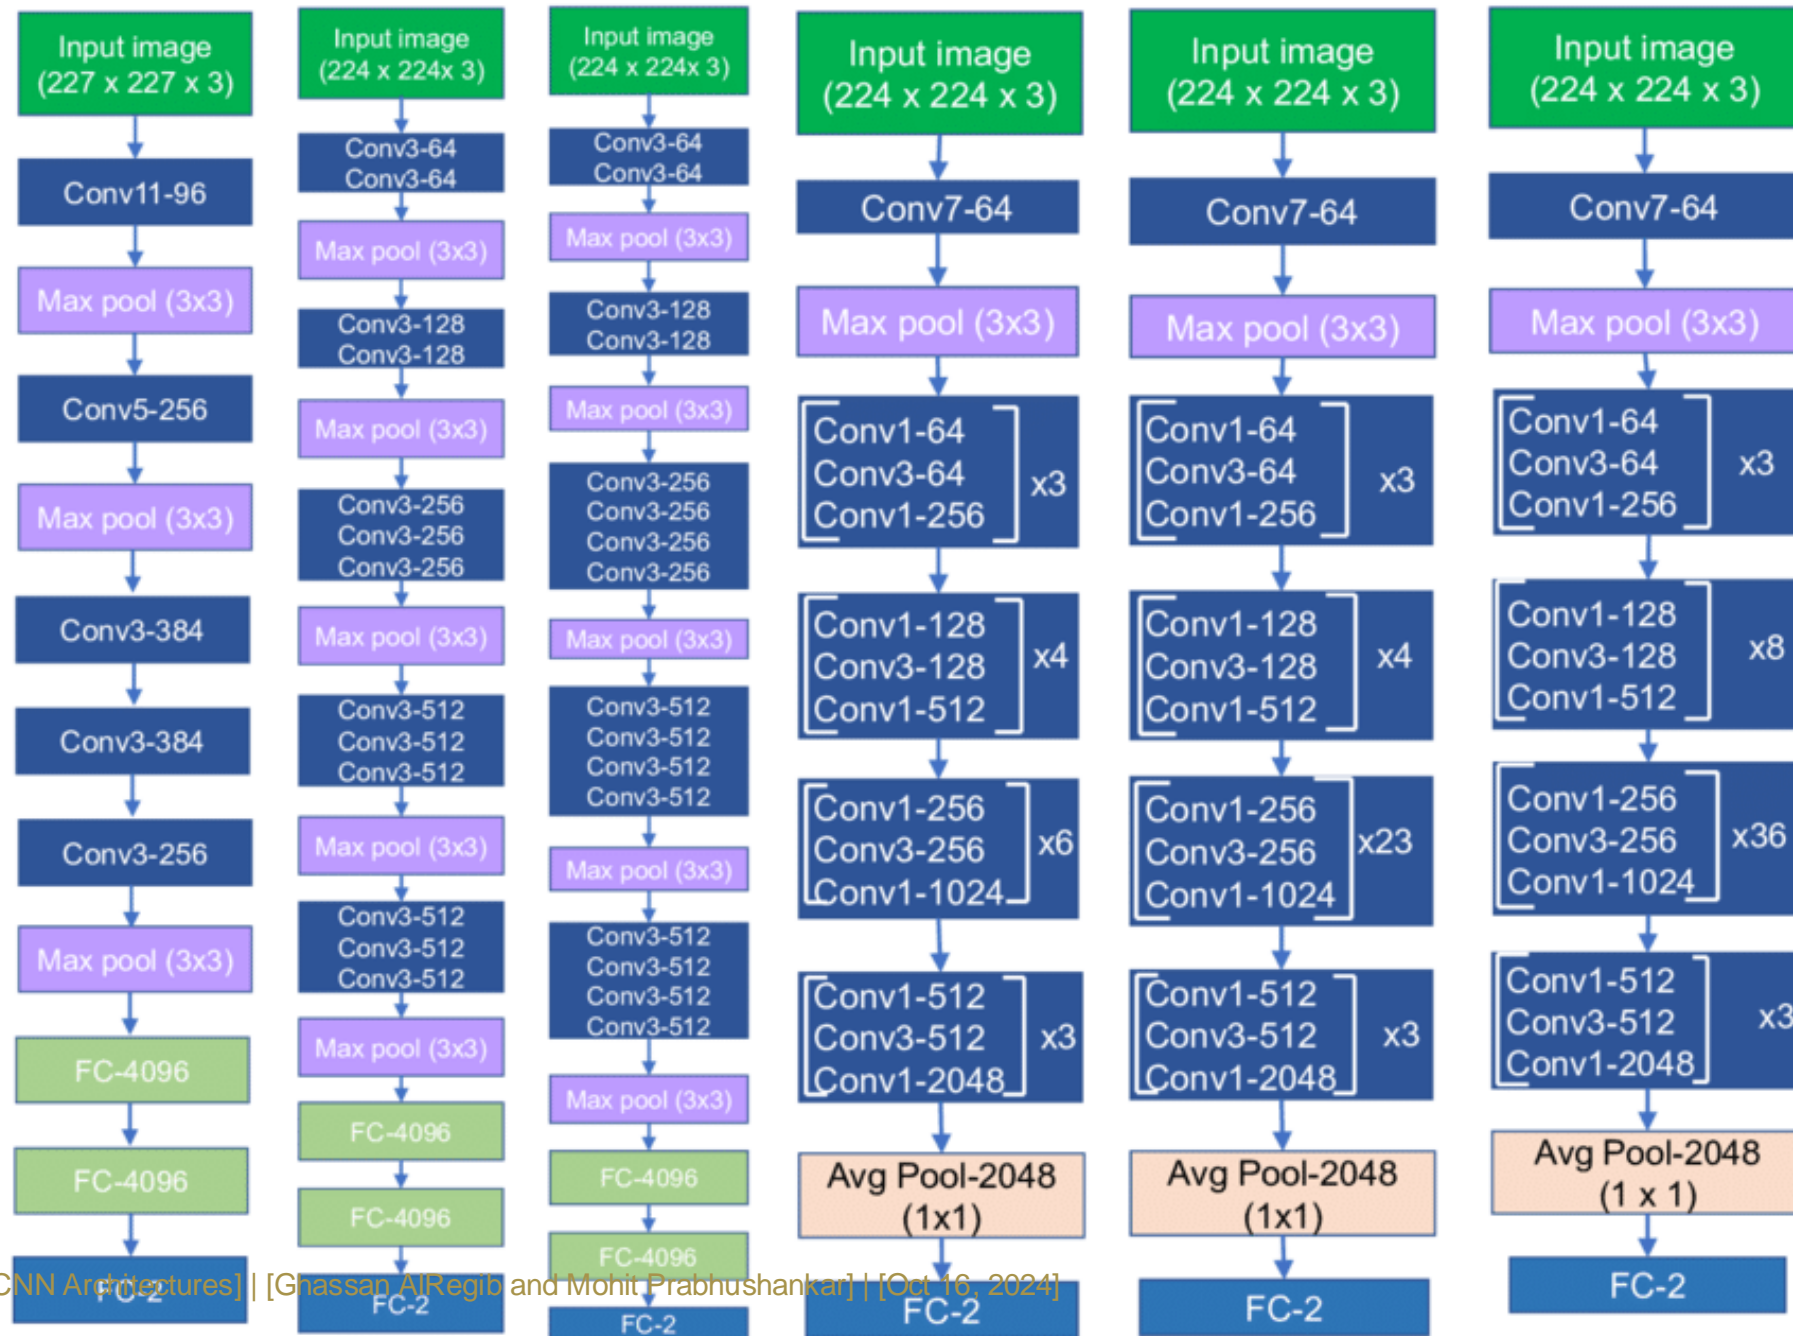 Input image
(227 x 227 x 3)
Conv11-96
Max pool (3x3)
Conv5-256
Max pool (3x3)
Conv3-384
Conv3-384
Conv3-256
Max pool (3x3)
FC-4096
FC-4096
FC-2
Input image
(224 x 224x 3)
Conv3-64
Conv3-64
Max pool (3x3)
Conv3-128
Conv3-128
Max pool (3x3)
Conv3-256
Conv3-256
Conv3-256
Max pool (3x3)
Conv3-512
Conv3-512
Conv3-512
Max pool (3x3)
Conv3-512
Conv3-512
Conv3-512
Max pool (3x3)
FC-4096
FC-4096
FC-2
Input image
(224 x 224x 3)
Conv3-64
Conv3-64
Max pool (3x3)
Conv3-128
Conv3-128
Max pool (3x3)
Conv3-256
Conv3-256
Conv3-256
Conv3-256
Max pool (3x3)
Conv3-512
Conv3-512
Conv3-512
Conv3-512
Max pool (3x3)
Conv3-512
Conv3-512
Conv3-512
Conv3-512
Max pool (3x3)
FC-4096
FC-4096
FC-2
Input image
(224 x 224 x 3)
Conv7-64
Max pool (3x3)
Conv1-64
Conv3-64
Conv1-256
x3
Conv1-128
Conv3-128
Conv1-512
x4
Conv1-256
Conv3-256
Conv1-1024
x6
Conv1-512
Conv3-512
Conv1-2048
x3
Avg Pool-2048
(1x1)
FC-2
Input image
(224 x 224 x 3)
Conv7-64
Max pool (3x3)
Conv1-64
Conv3-64
Conv1-256
x3
Conv1-128
Conv3-128
Conv1-512
x4
Conv1-256
Conv3-256
Conv1-1024
x23
Conv1-512
Conv3-512
Conv1-2048
x3
Avg Pool-2048
(1x1)
FC-2
Input image
(224 x 224 x 3)
Conv7-64
Max pool (3x3)
Conv1-64
Conv3-64
Conv1-256
x3
Conv1-128
Conv3-128
Conv1-512
x8
Conv1-256
Conv3-256
Conv1-1024
x36
Conv1-512
Conv3-512
Conv1-2048
x3
Avg Pool-2048
(1 x 1)
FC-2
CNN Architectures] | [Ghassan AlRegib and Mohit Prabhushankar] | [Oct 16, 2024]